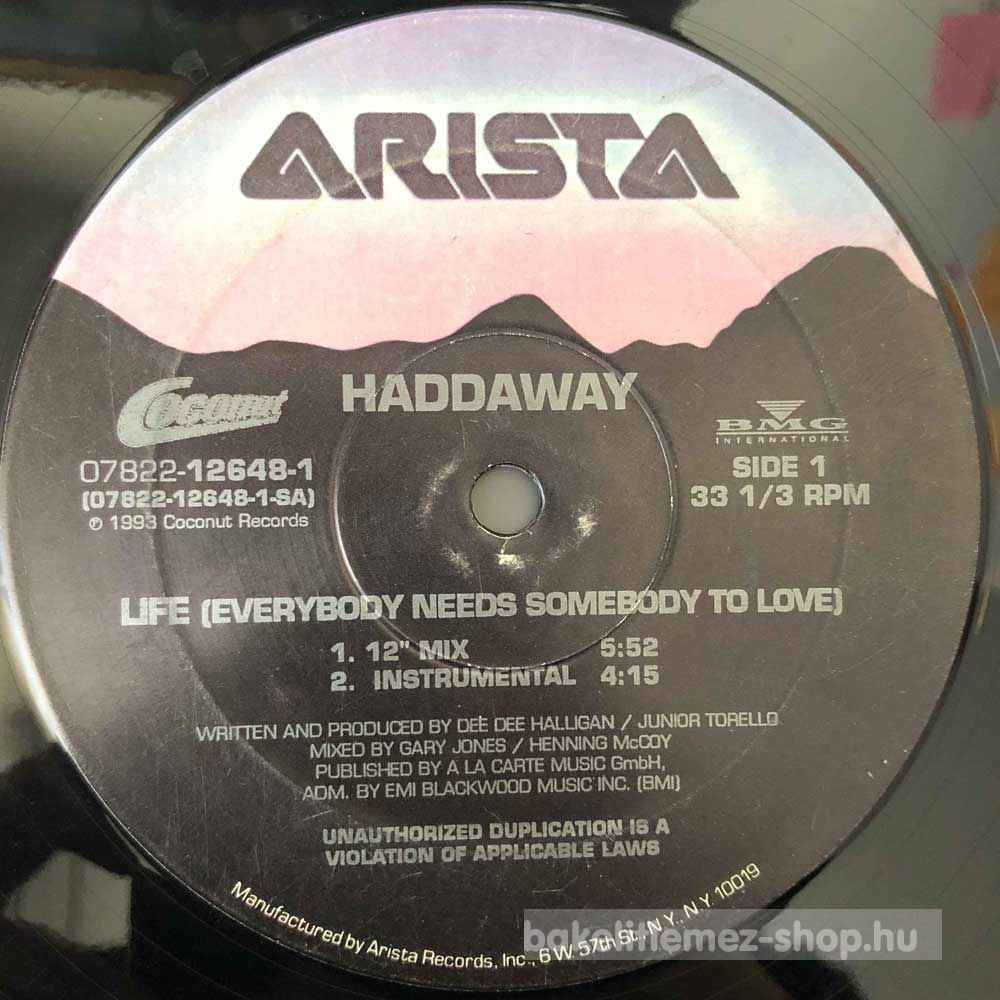 ARISTA
HADDAWAY
Coconut
BMG
INTERNATIONAL
07822-12648-1
(07822-12648-1-SA)
℗ 1993 Coconut Records
SIDE 1
33 1/3 RPM
LIFE (EVERYBODY NEEDS SOMEBODY TO LOVE)
1. 12" MIX 5:52
2. INSTRUMENTAL 4:15
WRITTEN AND PRODUCED BY DEE DEE HALLIGAN / JUNIOR TORELLO
MIXED BY GARY JONES / HENNING McCOY
PUBLISHED BY A LA CARTE MUSIC GmbH,
ADM. BY EMI BLACKWOOD MUSIC INC. (BMI)
UNAUTHORIZED DUPLICATION IS A
VIOLATION OF APPLICABLE LAWS
Manufactured by Arista Records, Inc., 6 W. 57th St., N.Y., N.Y. 10019
bakelitlemez-shop.hu